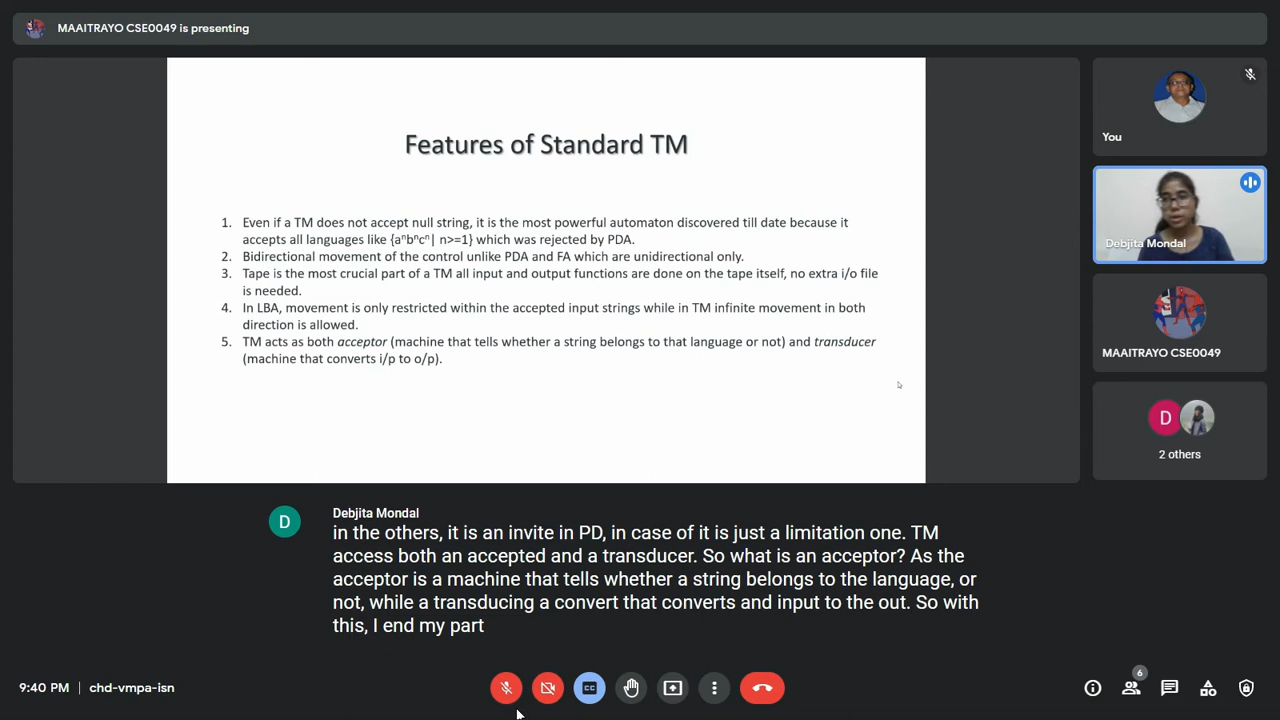 MAAITRAYO CSE0049 is presenting
Features of Standard TM
1. Even if a TM does not accept null string, it is the most powerful automaton discovered till date because it
accepts all languages like {aⁿbⁿcⁿ| n>=1} which was rejected by PDA.
2. Bidirectional movement of the control unlike PDA and FA which are unidirectional only.
3. Tape is the most crucial part of a TM all input and output functions are done on the tape itself, no extra i/o file
is needed.
4. In LBA, movement is only restricted within the accepted input strings while in TM infinite movement in both
direction is allowed.
5. TM acts as both acceptor (machine that tells whether a string belongs to that language or not) and transducer
(machine that converts i/p to o/p).
You
Debjita Mondal
MAAITRAYO CSE0049
D
2 others
D
Debjita Mondal
in the others, it is an invite in PD, in case of it is just a limitation one. TM
access both an accepted and a transducer. So what is an acceptor? As the
acceptor is a machine that tells whether a string belongs to the language, or
not, while a transducing a convert that converts and input to the out. So with
this, I end my part
9:40 PM | chd-vmpa-isn
CC
6